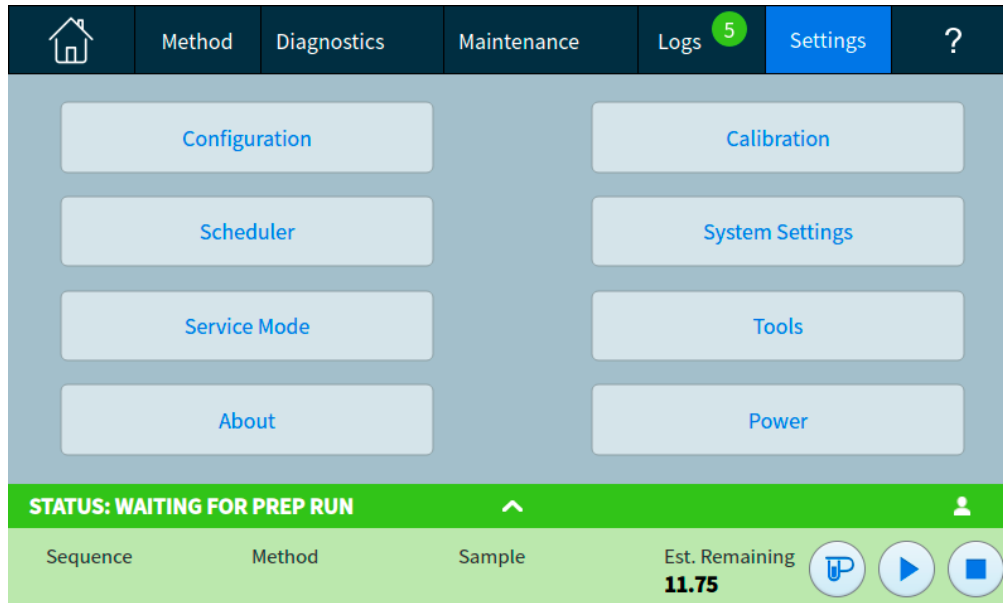 Method Diagnostics Maintenance Logs 5 Settings ?
Configuration Calibration
Scheduler System Settings
Service Mode Tools
About Power
STATUS: WAITING FOR PREP RUN
Sequence Method Sample Est. Remaining
11.75